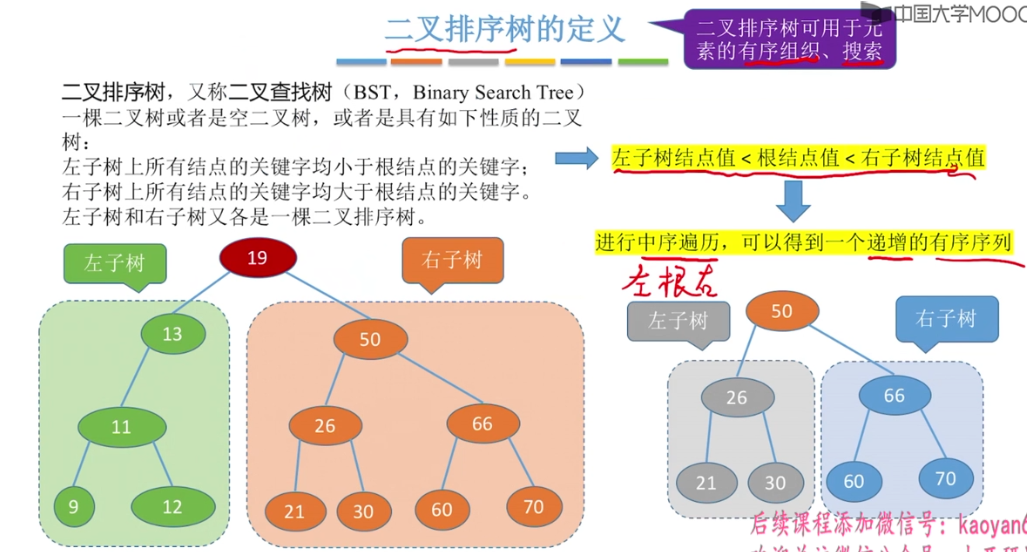 中国大学MOOC
二叉排序树的定义
二叉排序树可用于元
素的有序组织、搜索
二叉排序树，又称二叉查找树（BST，Binary Search Tree）
一棵二叉树或者是空二叉树，或者是具有如下性质的二叉
树：
左子树上所有结点的关键字均小于根结点的关键字；
右子树上所有结点的关键字均大于根结点的关键字。
左子树和右子树又各是一棵二叉排序树。
左子树结点值 < 根结点值 < 右子树结点值
进行中序遍历，可以得到一个递增的有序序列
左根右
左子树
19
右子树
13
50
11
26
66
9
12
21
30
60
70
左子树
50
右子树
26
66
21
30
60
70
后续课程添加微信号：kaoyan6